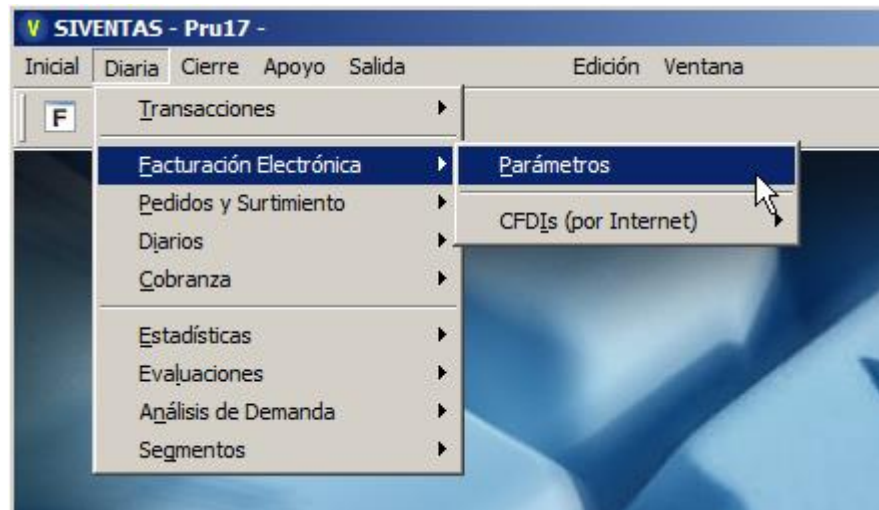 V SIVENTAS - Pru17 -
Inicial Diaria Cierre Apoyo Salida Edición Ventana
F
Transacciones
Facturación Electrónica
Parámetros
Pedidos y Surtimiento
CFDIs (por Internet)
Diarios
Cobranza
Estadísticas
Evaluaciones
Análisis de Demanda
Segmentos